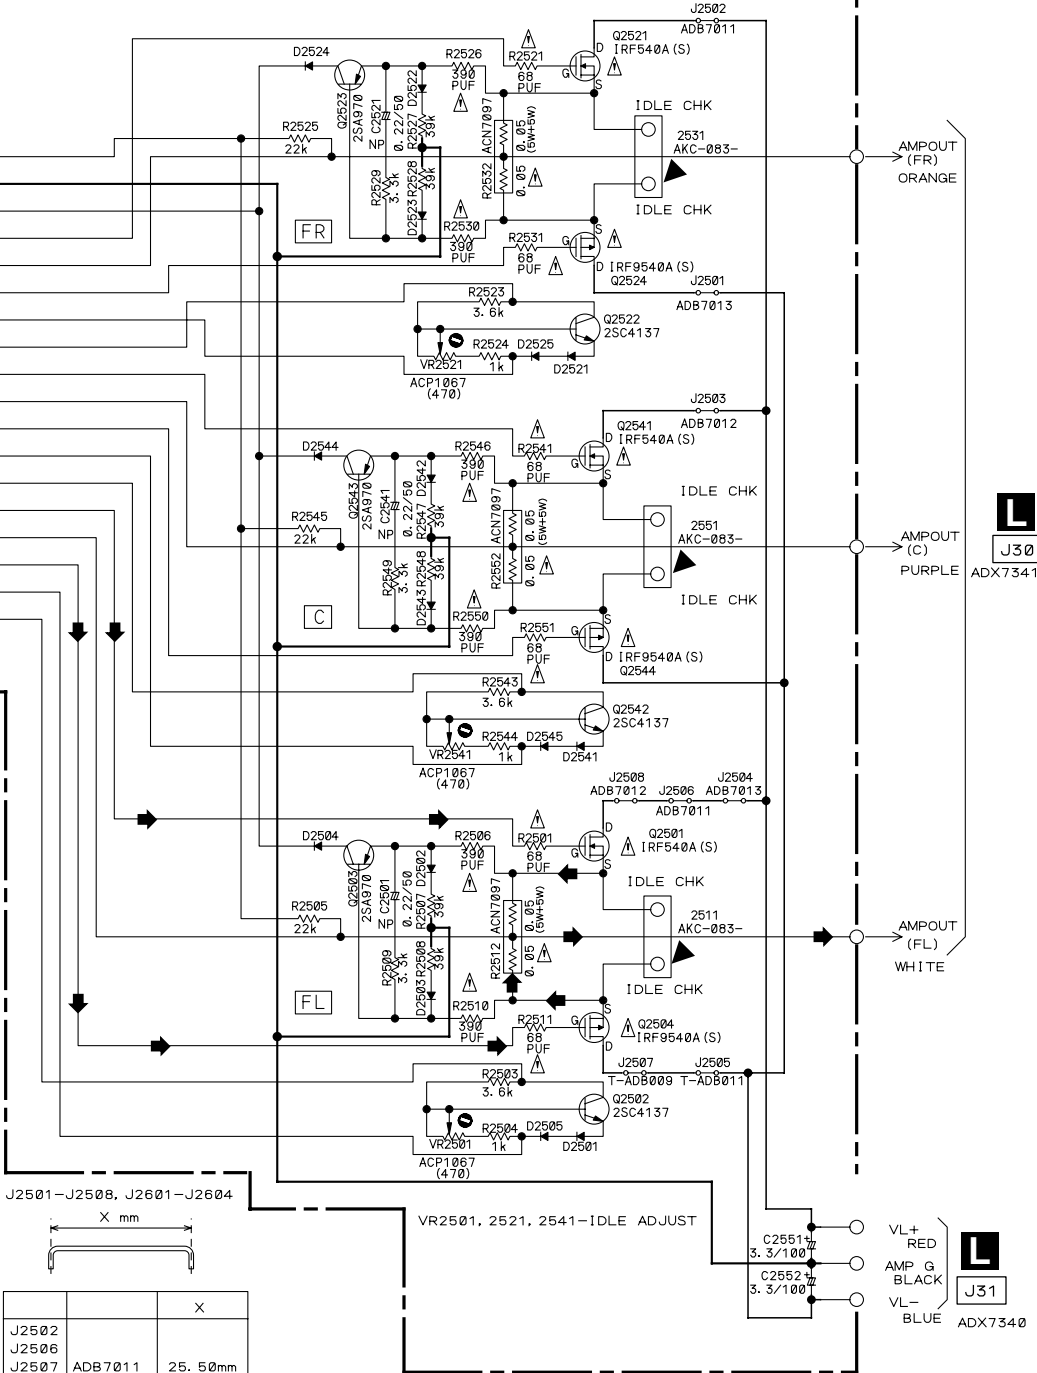 J2502
ADB7011
D2524
R2526
390
PUF
R2521
68
PUF
Q2521
IRF540A(S)
D
G
S
Q2523
2SA970
C2521
0.22/50
NP
D2522
R2527
39k
ACN7097
0.05
(5W+5W)
IDLE CHK
2531
AKC-083-
R2525
22k
R2529
3.3k
R2528
39k
D2523
R2532
0.05
IDLE CHK
AMPOUT
(FR)
ORANGE
FR
R2530
390
PUF
R2531
68
PUF
G
S
D
IRF9540A(S)
Q2524
J2501
ADB7013
R2523
3.6k
Q2522
2SC4137
VR2521
R2524
1k
D2525
D2521
ACP1067
(470)
J2503
ADB7012
D2544
R2546
390
PUF
R2541
68
PUF
Q2541
IRF540A(S)
D
G
S
Q2543
2SA970
C2541
0.22/50
NP
D2542
R2547
39k
ACN7097
0.05
(5W+5W)
IDLE CHK
2551
AKC-083-
R2545
22k
R2549
3.3k
R2548
39k
D2543
R2552
0.05
IDLE CHK
AMPOUT
(C)
PURPLE
L
J30
ADX7341
C
R2550
390
PUF
R2551
68
PUF
G
S
D
IRF9540A(S)
Q2544
R2543
3.6k
Q2542
2SC4137
VR2541
R2544
1k
D2545
D2541
ACP1067
(470)
J2508
ADB7012
J2506
ADB7011
J2504
ADB7013
D2504
R2506
390
PUF
R2501
68
PUF
Q2501
IRF540A(S)
D
G
S
Q2503
2SA970
C2501
0.22/50
NP
D2502
R2507
39k
ACN7097
0.05
(5W+5W)
IDLE CHK
2511
AKC-083-
R2505
22k
R2509
3.3k
R2508
39k
D2503
R2512
0.05
IDLE CHK
AMPOUT
(FL)
WHITE
FL
R2510
390
PUF
R2511
68
PUF
G
S
D
Q2504
IRF9540A(S)
J2507
T-ADB009
J2505
T-ADB011
R2503
3.6k
Q2502
2SC4137
VR2501
R2504
1k
D2505
D2501
ACP1067
(470)
J2501-J2508, J2601-J2604
X mm
VR2501, 2521, 2541-IDLE ADJUST
C2551+
3.3/100
C2552+
3.3/100
VL+
RED
AMP G
BLACK
VL-
BLUE
L
J31
ADX7340
X
J2502
J2506
J2507 ADB7011 25.50mm